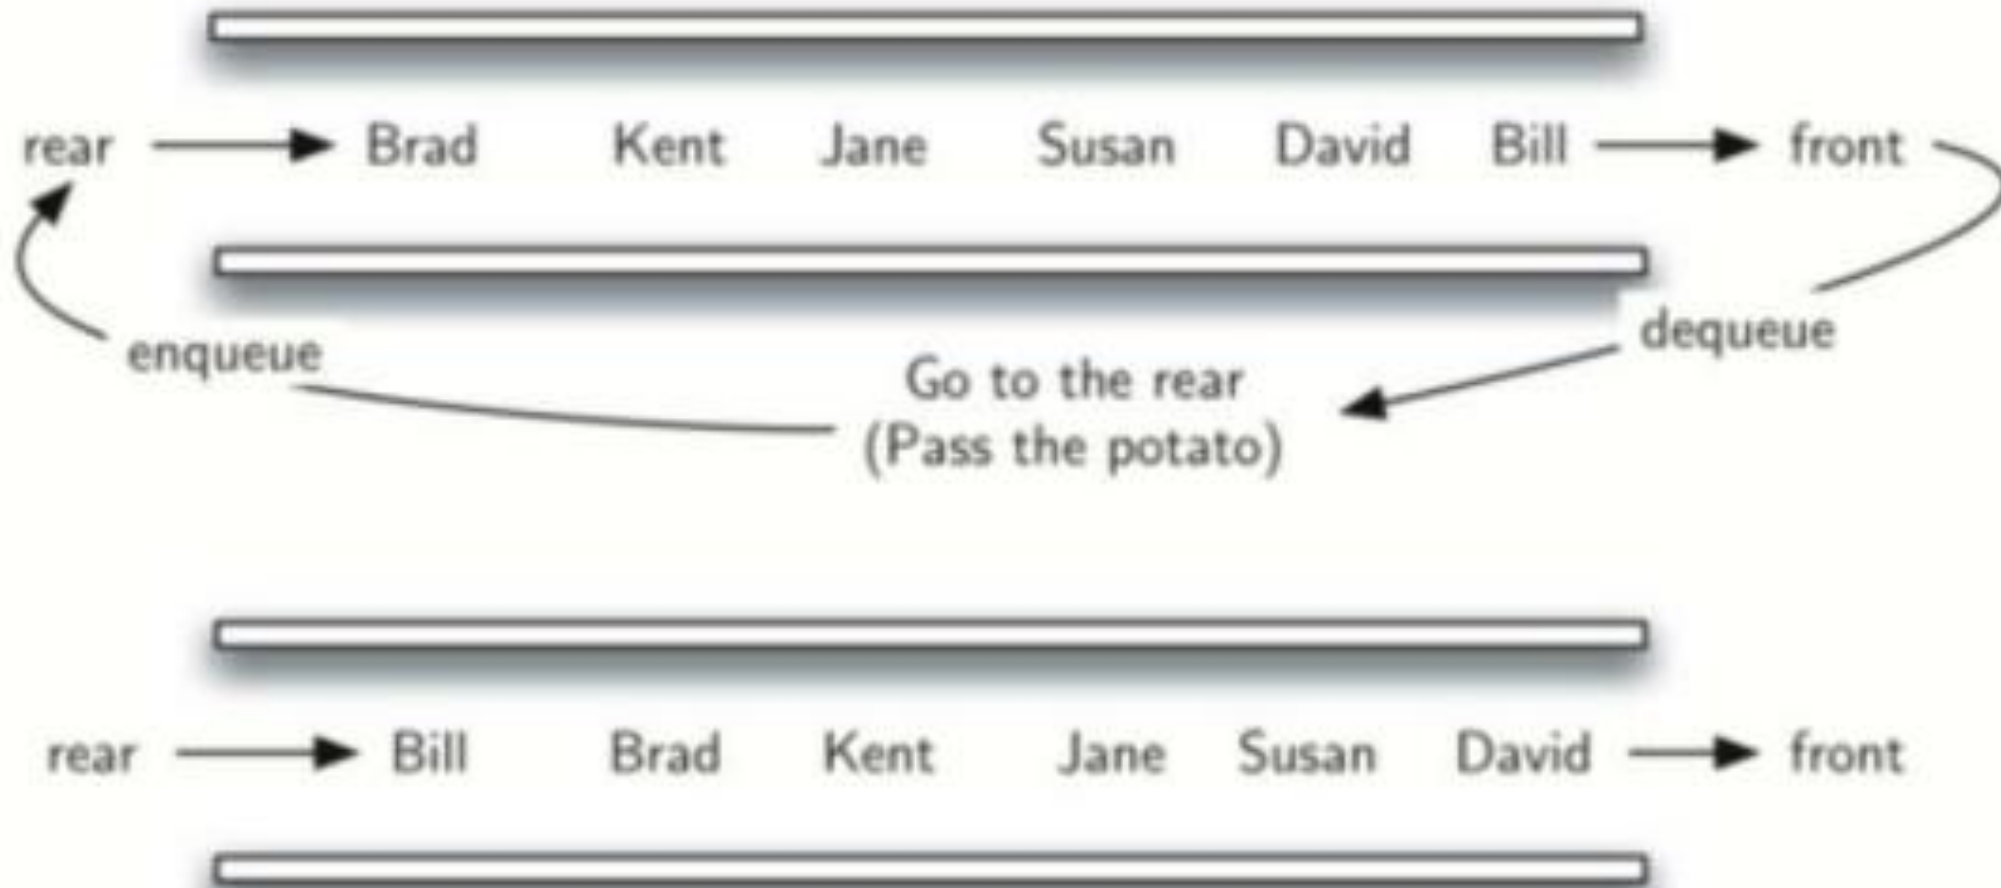 rear Brad Kent Jane Susan David Bill front
enqueue dequeue
Go to the rear
(Pass the potato)
rear Bill Brad Kent Jane Susan David front